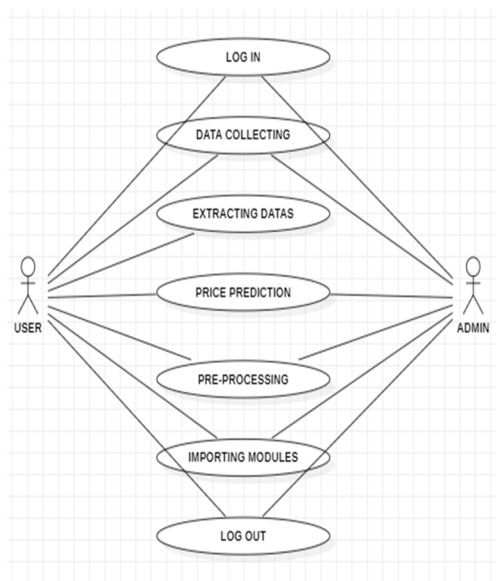 LOG IN
DATA COLLECTING
EXTRACTING DATAS
PRICE PREDICTION
USER
ADMIN
PRE-PROCESSING
IMPORTING MODULES
LOG OUT